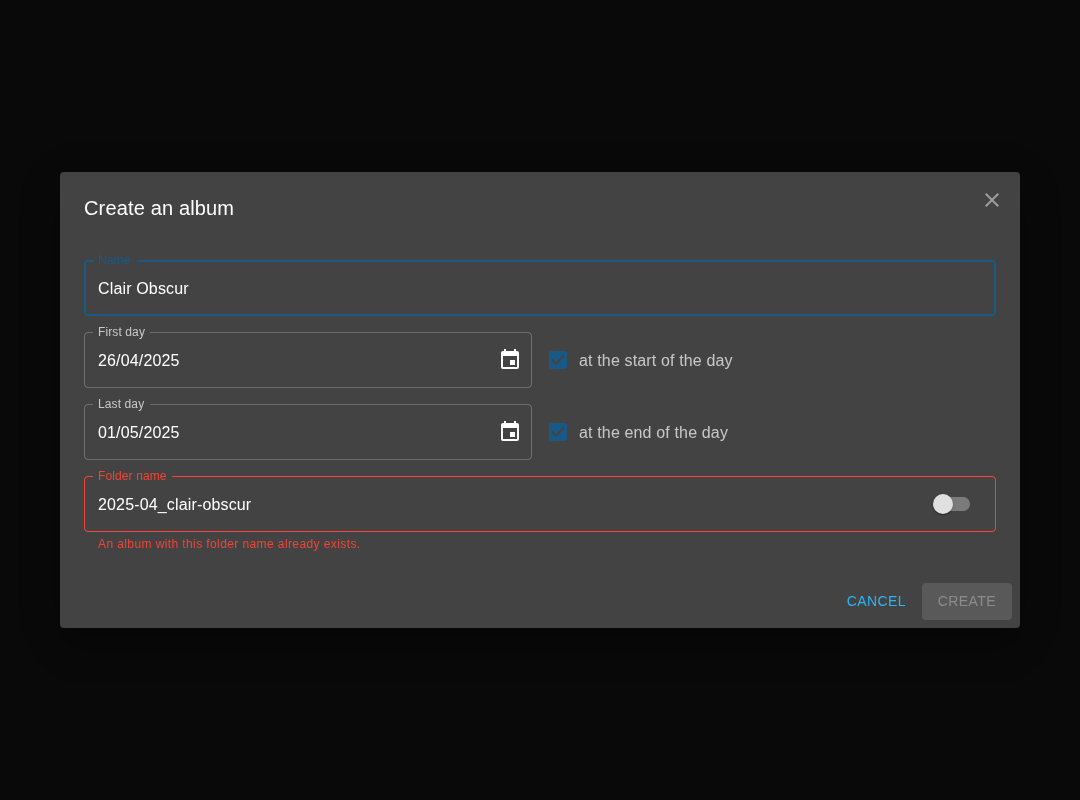 Create an album
Name
Clair Obscur
First day
26/04/2025
at the start of the day
Last day
01/05/2025
at the end of the day
Folder name
2025-04_clair-obscur
An album with this folder name already exists.
CANCEL
CREATE